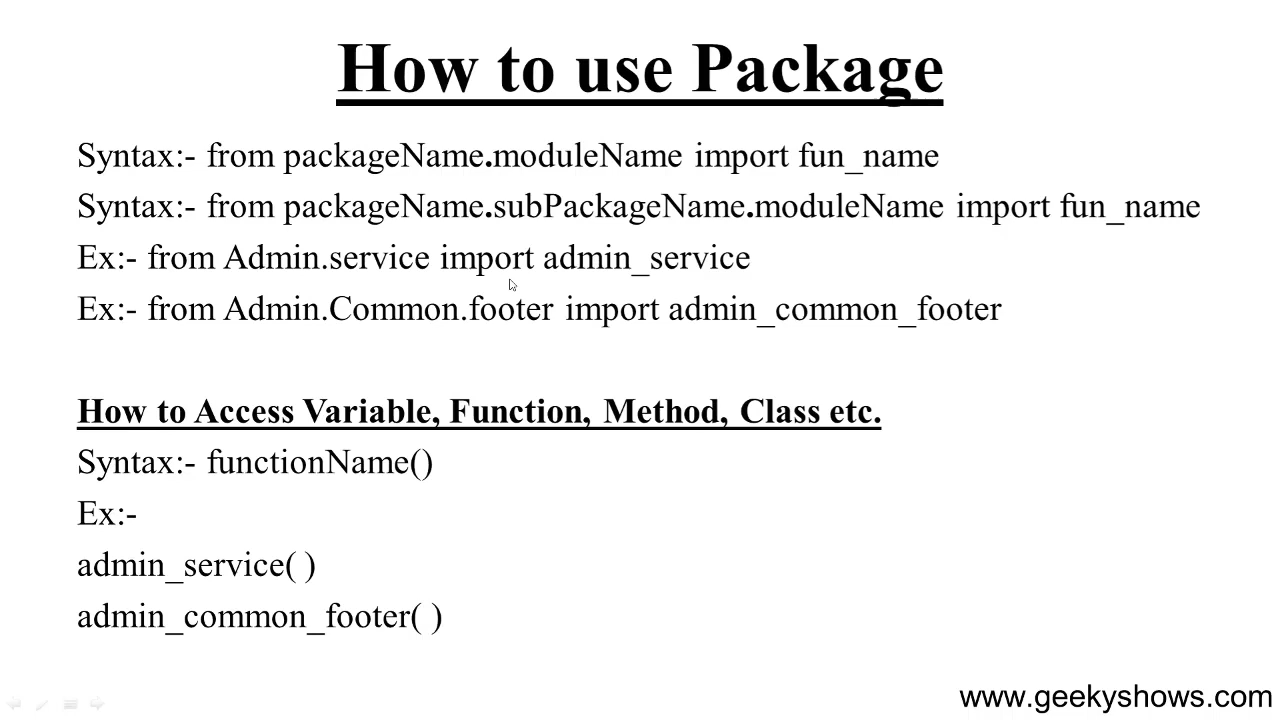 How to use Package
Syntax:- from packageName.moduleName import fun_name
Syntax:- from packageName.subPackageName.moduleName import fun_name
Ex:- from Admin.service import admin_service
Ex:- from Admin.Common.footer import admin_common_footer
How to Access Variable, Function, Method, Class etc.
Syntax:- functionName()
Ex:-
admin_service( )
admin_common_footer( )
www.geekyshows.com